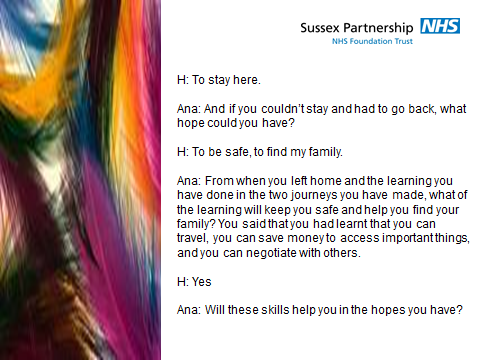 Sussex Partnership NHS
NHS Foundation Trust
H: To stay here.
Ana: And if you couldn't stay and had to go back, what
hope could you have?
H: To be safe, to find my family.
Ana: From when you left home and the learning you
have done in the two journeys you have made, what of
the learning will keep you safe and help you find your
family? You said that you had learnt that you can
travel, you can save money to access important things,
and you can negotiate with others.
H: Yes
Ana: Will these skills help you in the hopes you have?